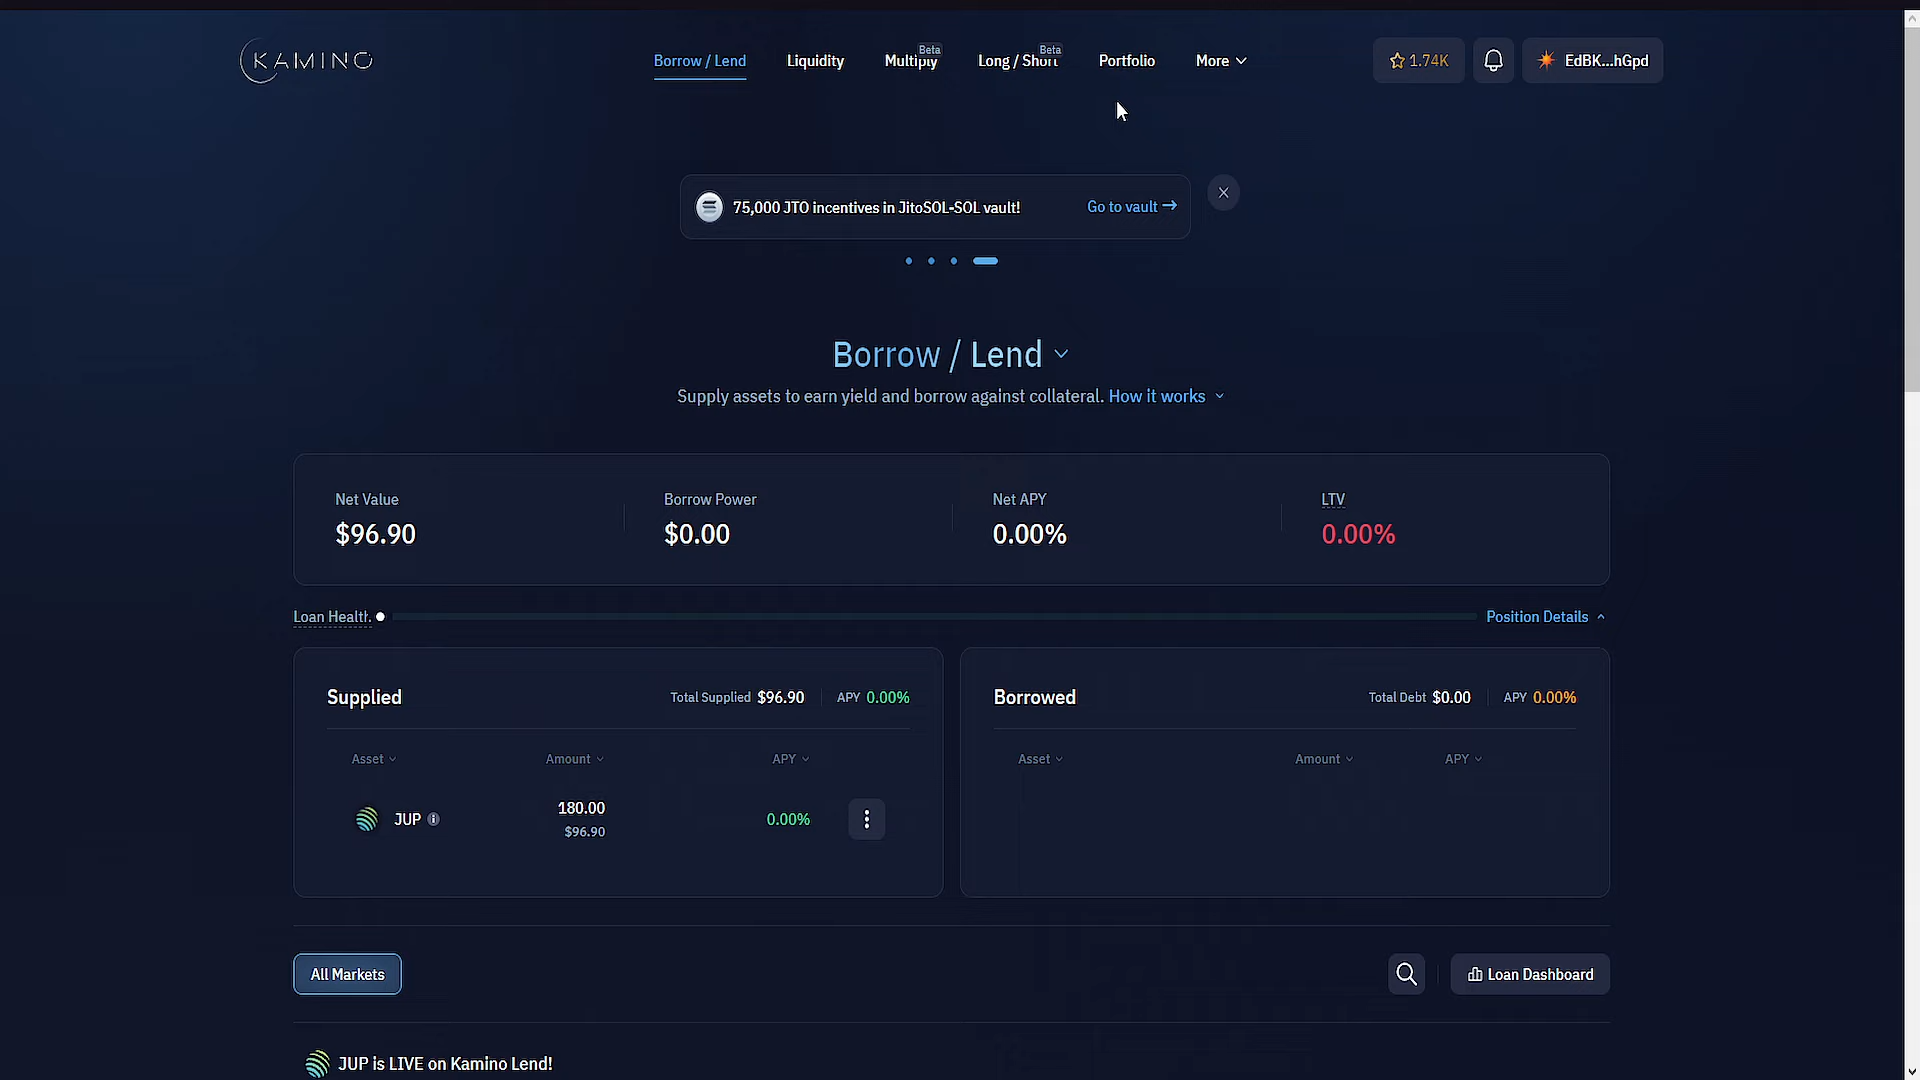 KAMINO
Borrow / Lend
Liquidity
Multiply Beta
Long / Short Beta
Portfolio
More
1.74K
EdBK...hGpd
75,000 JTO incentives in JitoSOL-SOL vault!
Go to vault →
Borrow / Lend
Supply assets to earn yield and borrow against collateral. How it works
Net Value
$96.90
Borrow Power
$0.00
Net APY
0.00%
LTV
0.00%
Loan Health
Position Details
Supplied
Total Supplied $96.90
APY 0.00%
Asset
Amount
APY
JUP
180.00
$96.90
0.00%
Borrowed
Total Debt $0.00
APY 0.00%
Asset
Amount
APY
All Markets
Loan Dashboard
JUP is LIVE on Kamino Lend!